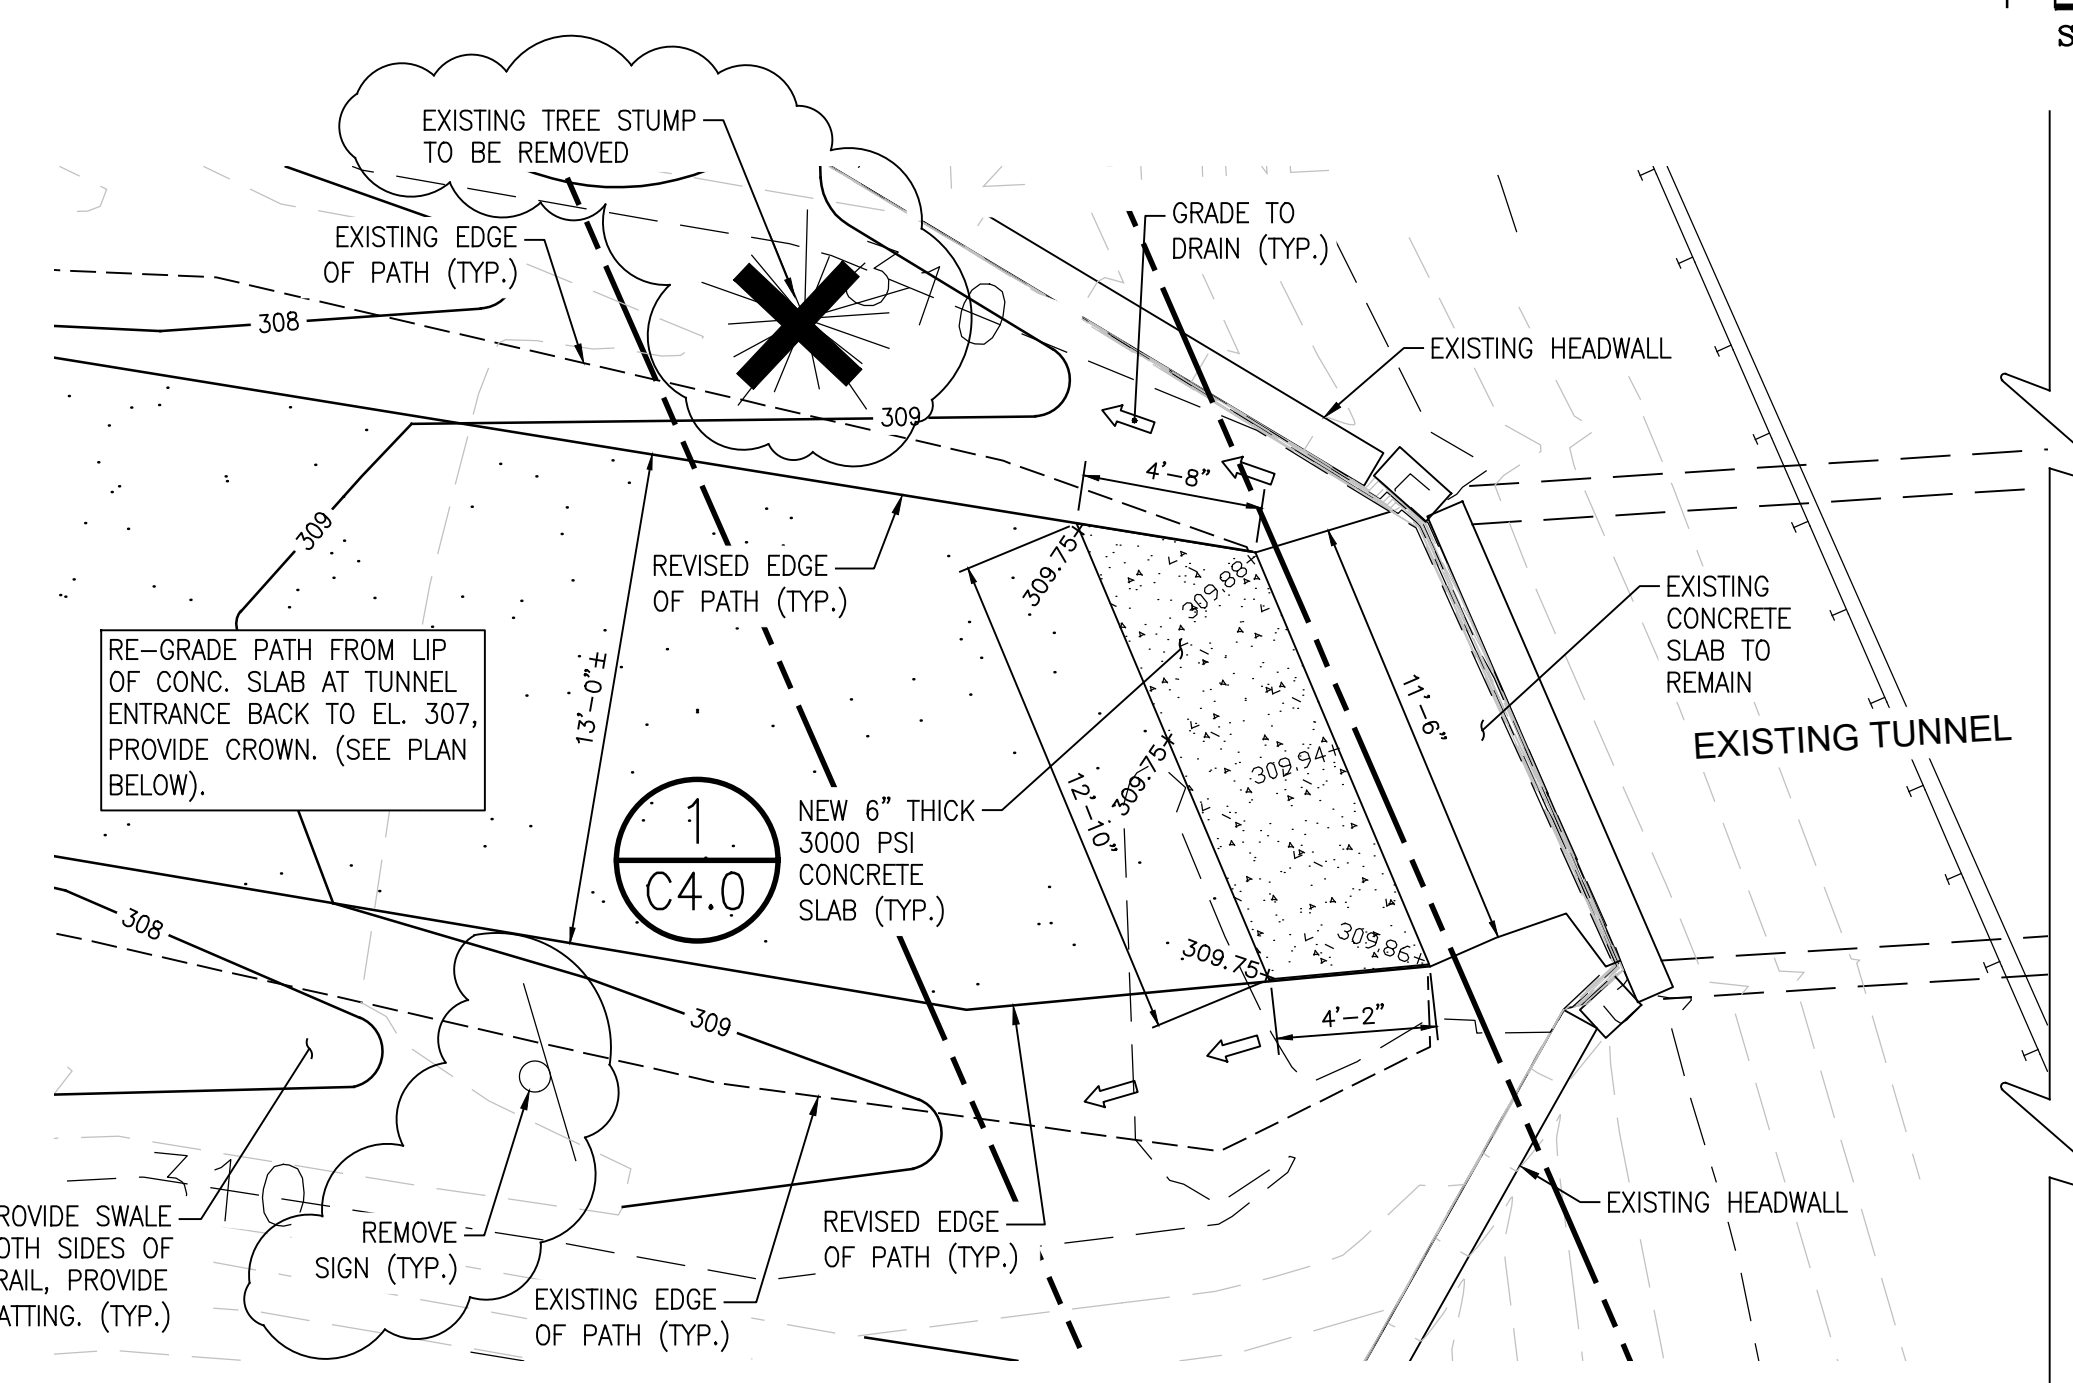 S
EXISTING TREE STUMP
TO BE REMOVED
GRADE TO
DRAIN (TYP.)
EXISTING EDGE
OF PATH (TYP.)
308
EXISTING HEADWALL
310
309
309
4'-8"
REVISED EDGE
OF PATH (TYP.)
309.75+
309.88+
EXISTING
CONCRETE
SLAB TO
REMAIN
RE-GRADE PATH FROM LIP
OF CONC. SLAB AT TUNNEL
ENTRANCE BACK TO EL. 307,
PROVIDE CROWN. (SEE PLAN
BELOW).
13'-0"±
11'-6"
EXISTING TUNNEL
309.75+
309.94+
12'-10"
1
C4.0
NEW 6" THICK
3000 PSI
CONCRETE
SLAB (TYP.)
308
309.75+
309.86+
309
4'-2"
310
ROVIDE SWALE
OTH SIDES OF
RAIL, PROVIDE
ATTING. (TYP.)
REMOVE
SIGN (TYP.)
REVISED EDGE
OF PATH (TYP.)
EXISTING HEADWALL
EXISTING EDGE
OF PATH (TYP.)